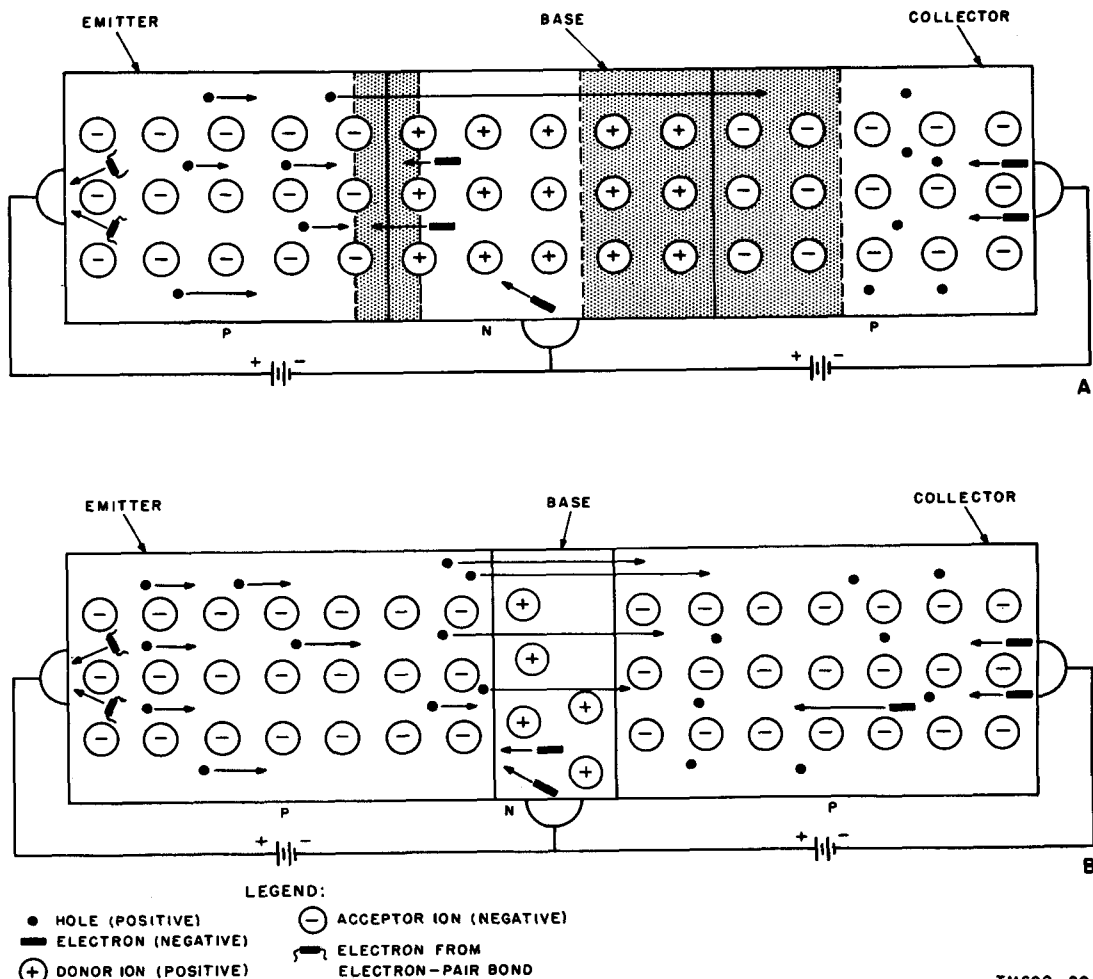 EMITTER
BASE
COLLECTOR
P
N
P
+ -
+ -
A
EMITTER
BASE
COLLECTOR
P
N
P
+ -
+ -
B
LEGEND:
HOLE (POSITIVE)
ELECTRON (NEGATIVE)
DONOR ION (POSITIVE)
ACCEPTOR ION (NEGATIVE)
ELECTRON FROM
ELECTRON-PAIR BOND